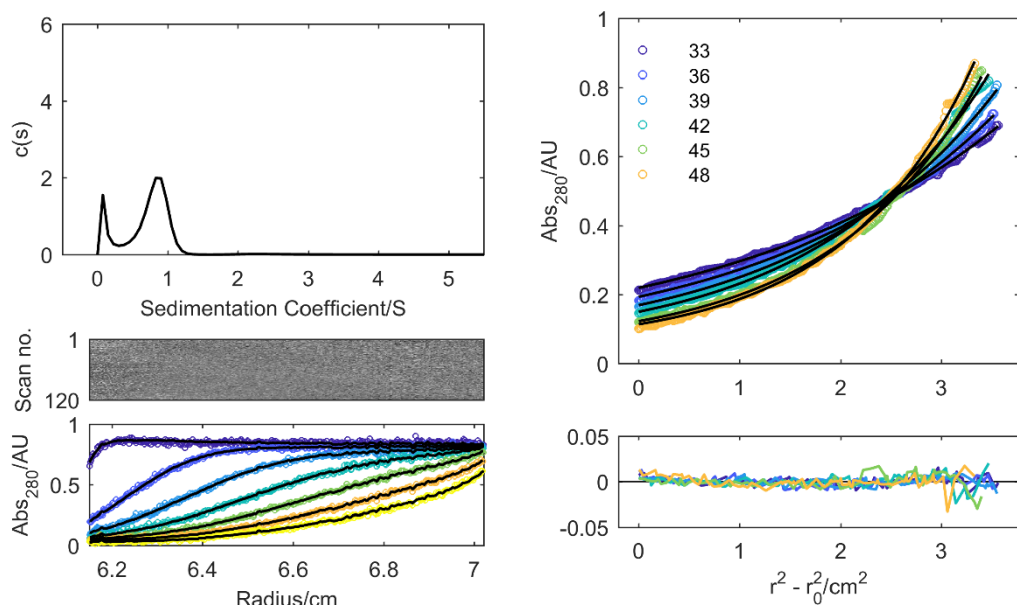 6
4
2
0
c(s)
0 1 2 3 4 5
Sedimentation Coefficient/S
1
120
Scan no.
1
0.5
0
Abs280/AU
6.2 6.4 6.6 6.8 7
Radius/cm
1
0.8
0.6
0.4
0.2
0
Abs280/AU
33
36
39
42
45
48
0 1 2 3
0.05
0
-0.05
0 1 2 3
r² - r₀²/cm²